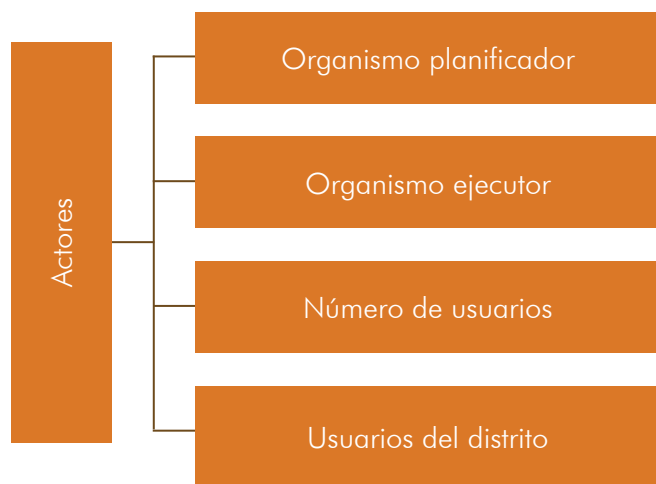 Actores
Organismo planificador
Organismo ejecutor
Número de usuarios
Usuarios del distrito